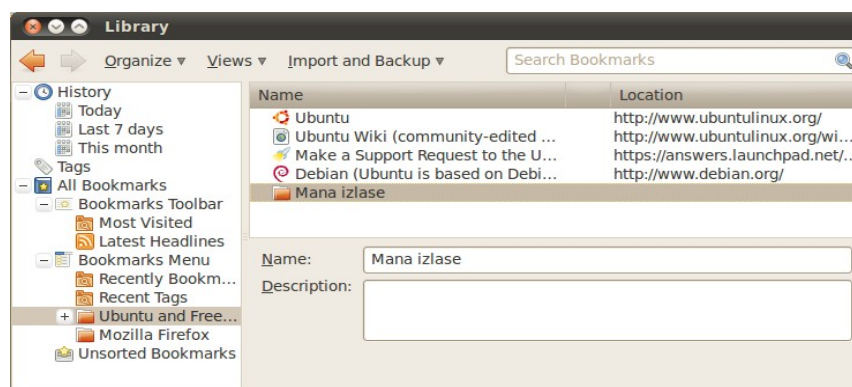 Library
Organize Views Import and Backup Search Bookmarks
History
Today
Last 7 days
This month
Tags
All Bookmarks
Bookmarks Toolbar
Most Visited
Latest Headlines
Bookmarks Menu
Recently Bookm...
Recent Tags
Ubuntu and Free...
Mozilla Firefox
Unsorted Bookmarks
Name Location
Ubuntu http://www.ubuntulinux.org/
Ubuntu Wiki (community-edited ... http://www.ubuntulinux.org/wi...
Make a Support Request to the U... https://answers.launchpad.net/...
Debian (Ubuntu is based on Debi... http://www.debian.org/
Mana izlase
Name: Mana izlase
Description: